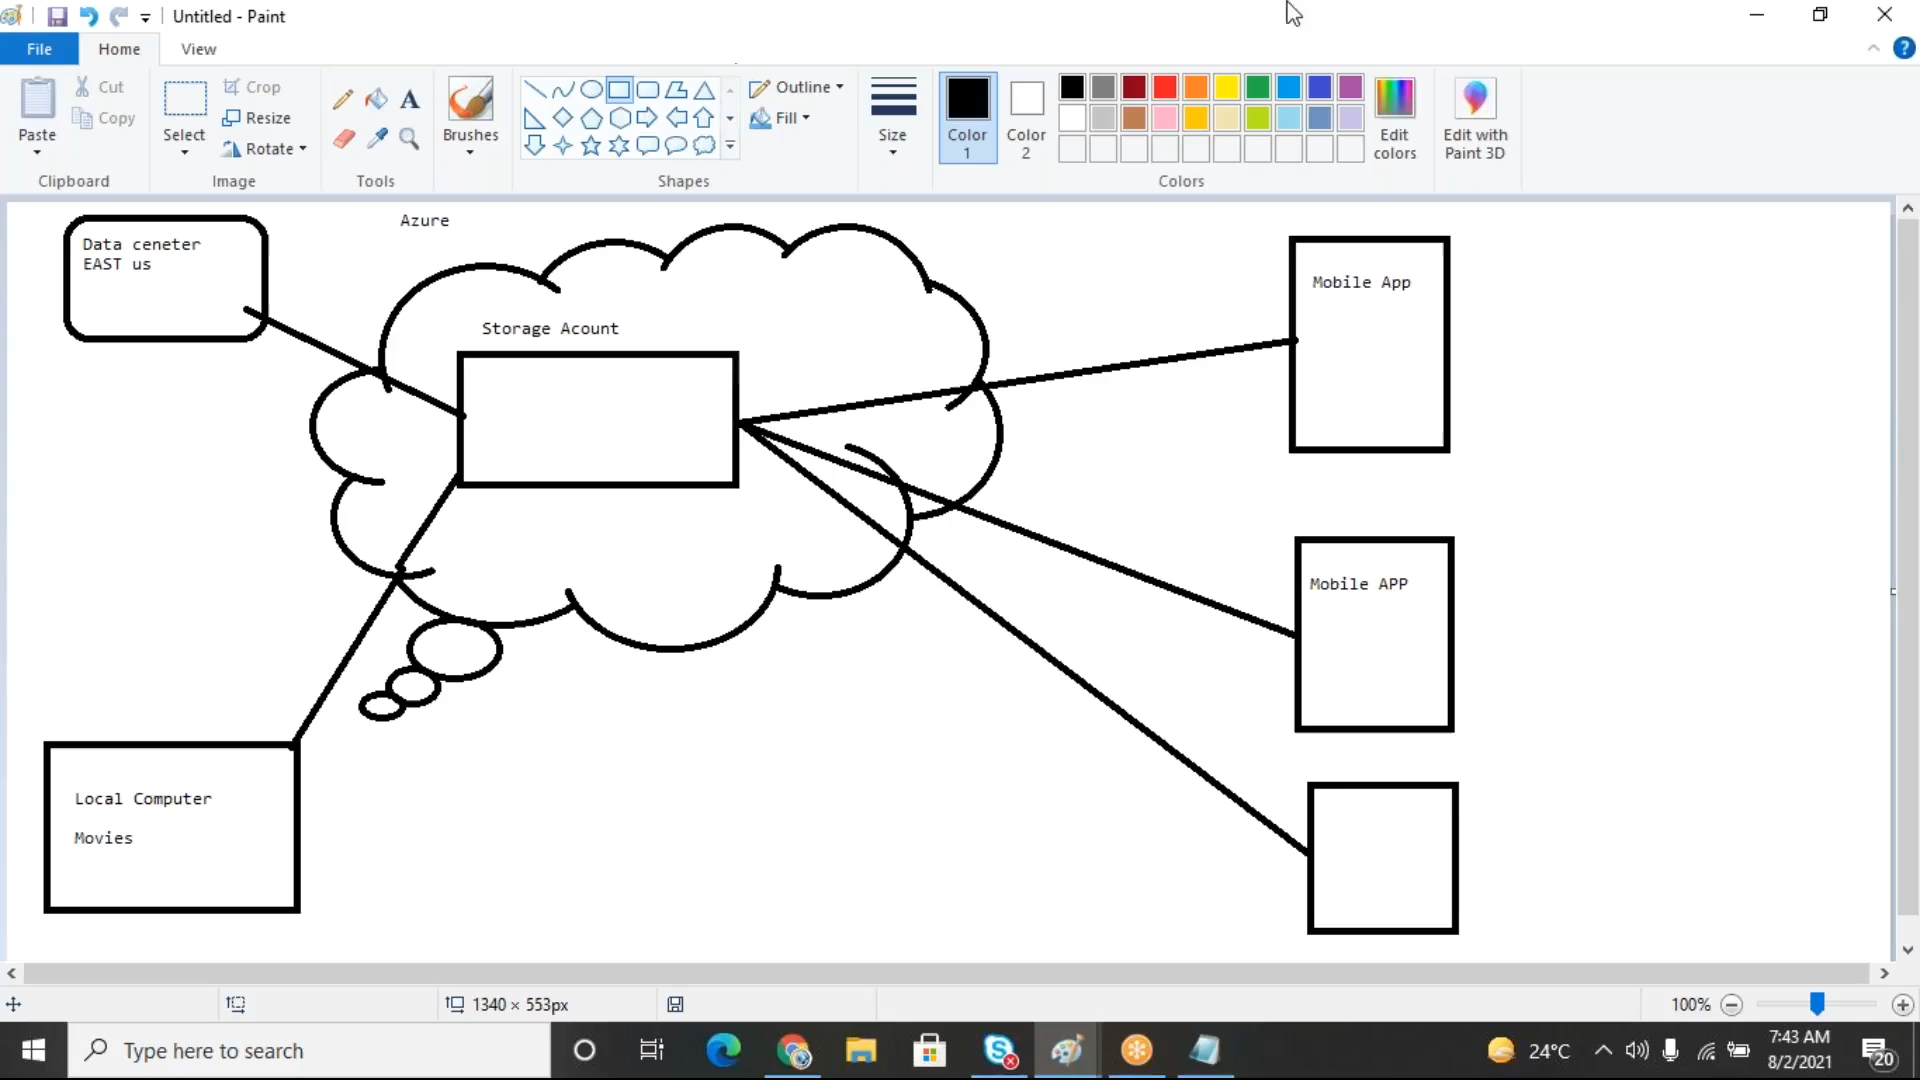 Untitled - Paint
File
Home
View
Paste
Cut
Copy
Clipboard
Select
Crop
Resize
Rotate
Image
A
Tools
Brushes
Shapes
Outline
Fill
Size
Color
1
Color
2
Edit
colors
Colors
Edit with
Paint 3D
?
Azure
Data ceneter
EAST us
Storage Acount
Mobile App
Mobile APP
Local Computer
Movies
1340 × 553px
100%
Type here to search
24°C
7:43 AM
8/2/2021
20